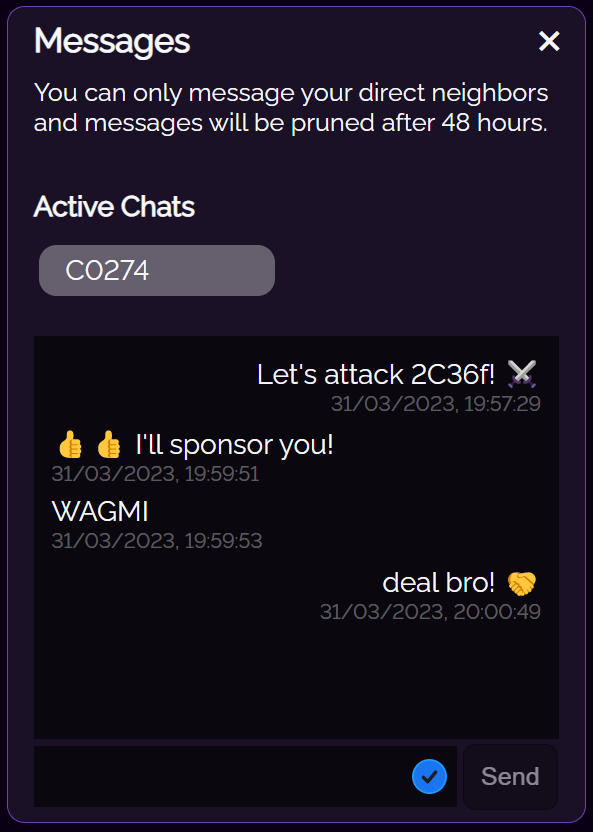 Messages
You can only message your direct neighbors
and messages will be pruned after 48 hours.
Active Chats
C0274
Let's attack 2C36f! ⚔️
31/03/2023, 19:57:29
👍 👍 I'll sponsor you!
31/03/2023, 19:59:51
WAGMI
31/03/2023, 19:59:53
deal bro! 🤝
31/03/2023, 20:00:49
Send